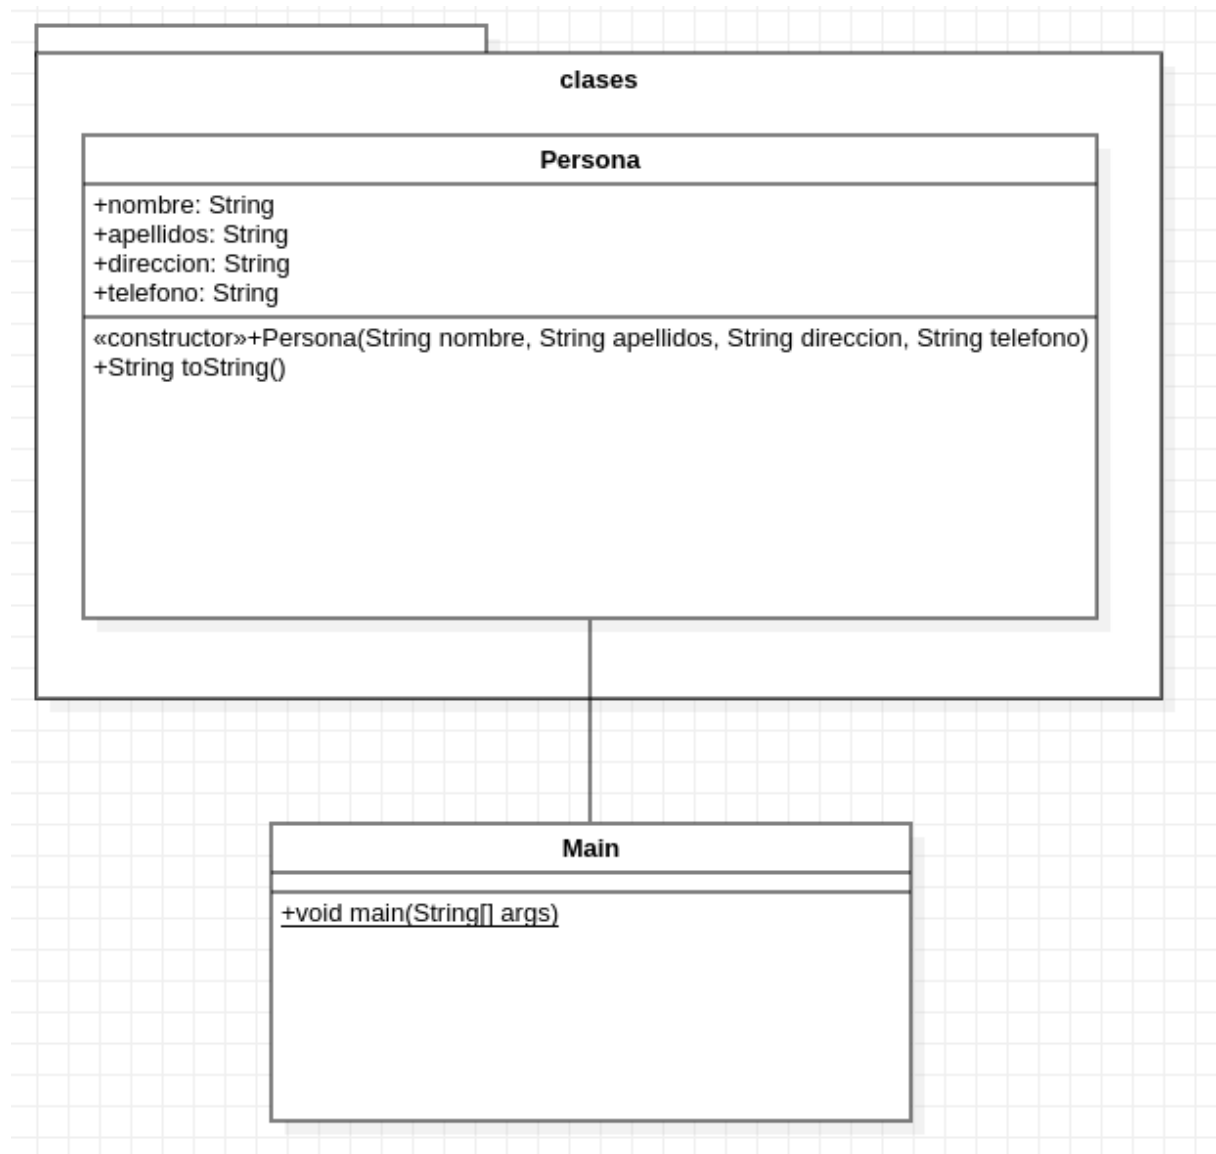 clases
Persona
+nombre: String
+apellidos: String
+direccion: String
+telefono: String
«constructor»+Persona(String nombre, String apellidos, String direccion, String telefono)
+String toString()
Main
+void main(String[] args)